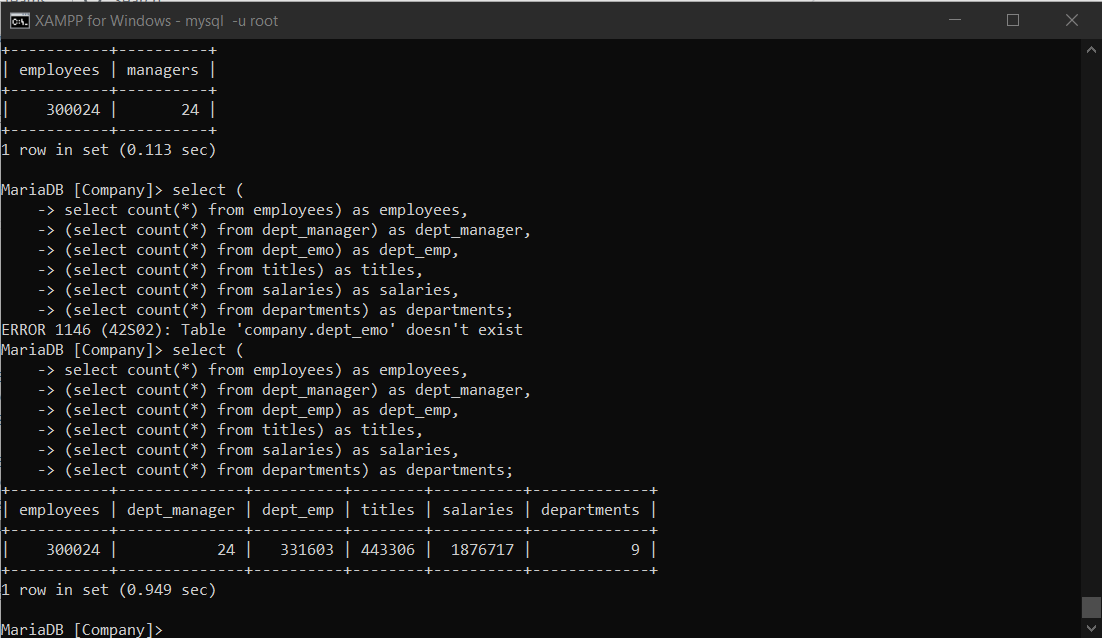 XAMPP for Windows - mysql  -u root
+-----------+----------+
| employees | managers |
+-----------+----------+
|    300024 |       24 |
+-----------+----------+
1 row in set (0.113 sec)
MariaDB [Company]> select (
    -> select count(*) from employees) as employees,
    -> (select count(*) from dept_manager) as dept_manager,
    -> (select count(*) from dept_emo) as dept_emp,
    -> (select count(*) from titles) as titles,
    -> (select count(*) from salaries) as salaries,
    -> (select count(*) from departments) as departments;
ERROR 1146 (42S02): Table 'company.dept_emo' doesn't exist
MariaDB [Company]> select (
    -> select count(*) from employees) as employees,
    -> (select count(*) from dept_manager) as dept_manager,
    -> (select count(*) from dept_emp) as dept_emp,
    -> (select count(*) from titles) as titles,
    -> (select count(*) from salaries) as salaries,
    -> (select count(*) from departments) as departments;
+-----------+--------------+----------+--------+----------+-------------+
| employees | dept_manager | dept_emp | titles | salaries | departments |
+-----------+--------------+----------+--------+----------+-------------+
|    300024 |           24 |   331603 | 443306 |  1876717 |           9 |
+-----------+--------------+----------+--------+----------+-------------+
1 row in set (0.949 sec)
MariaDB [Company]>